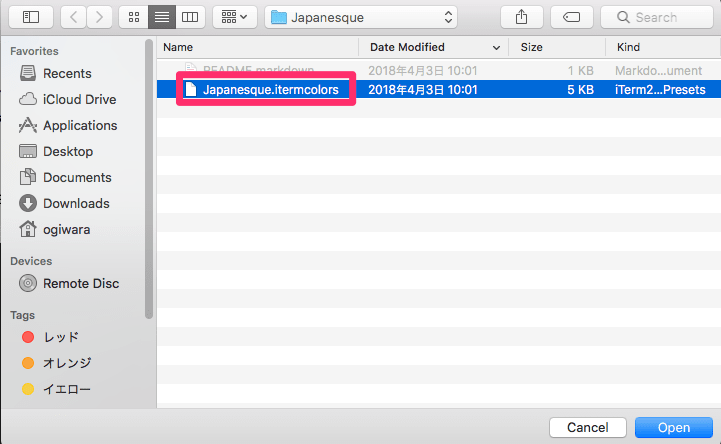 Japanesque
Search
Favorites
Recents
iCloud Drive
Applications
Desktop
Documents
Downloads
ogiwara
Devices
Remote Disc
Tags
レッド
オレンジ
イエロー
Name Date Modified Size Kind
README.markdown 2018年4月3日 10:01 1 KB Markdo...ument
Japanesque.itermcolors 2018年4月3日 10:01 5 KB iTerm2...Presets
Cancel Open